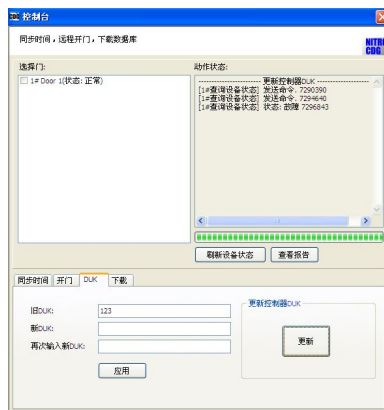 控制台
同步时间，远程开门，下载数据库
NITR
CDG
选择门:
动作状态:
1# Door 1(状态: 正常)
---------------------- 更新控制器DUK ----------------------
[1#查询设备状态] 发送命令. 7290390
[1#查询设备状态] 发送命令. 7294640
[1#查询设备状态] 状态: 故障 7296843
刷新设备状态
查看报告
同步时间
开门
DUK
下载
旧DUK:
123
新DUK:
再次输入新DUK:
应用
更新控制器DUK
更新